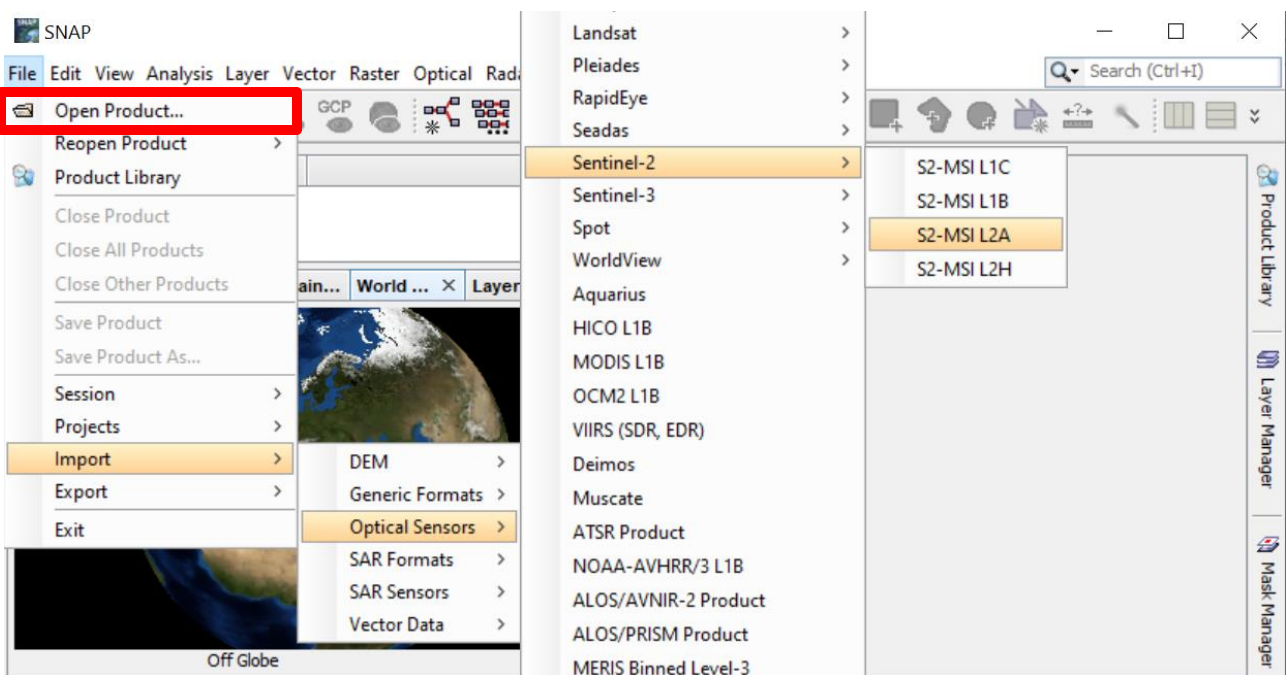 SNAP
File Edit View Analysis Layer Vector Raster Optical Rada
Search (Ctrl+I)
GCP
Open Product...
Reopen Product
Product Library
Close Product
Close All Products
Close Other Products
Save Product
Save Product As...
Session
Projects
Import
Export
Exit
ain... World ... Layer
Off Globe
DEM
Generic Formats
Optical Sensors
SAR Formats
SAR Sensors
Vector Data
Landsat
Pleiades
RapidEye
Seadas
Sentinel-2
Sentinel-3
Spot
WorldView
Aquarius
HICO L1B
MODIS L1B
OCM2 L1B
VIIRS (SDR, EDR)
Deimos
Muscate
ATSR Product
NOAA-AVHRR/3 L1B
ALOS/AVNIR-2 Product
ALOS/PRISM Product
MERIS Binned Level-3
S2-MSI L1C
S2-MSI L1B
S2-MSI L2A
S2-MSI L2H
Product Library
Layer Manager
Mask Manager